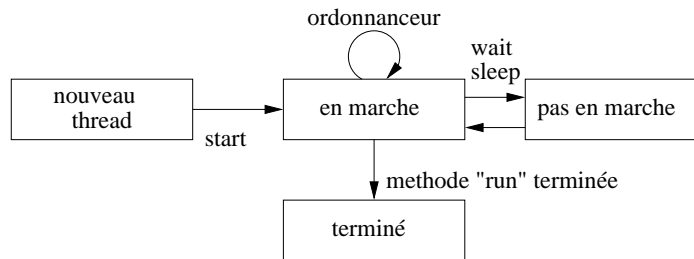 ordonnanceur
wait
sleep
nouveau
thread
start
en marche
pas en marche
methode "run" terminée
terminé